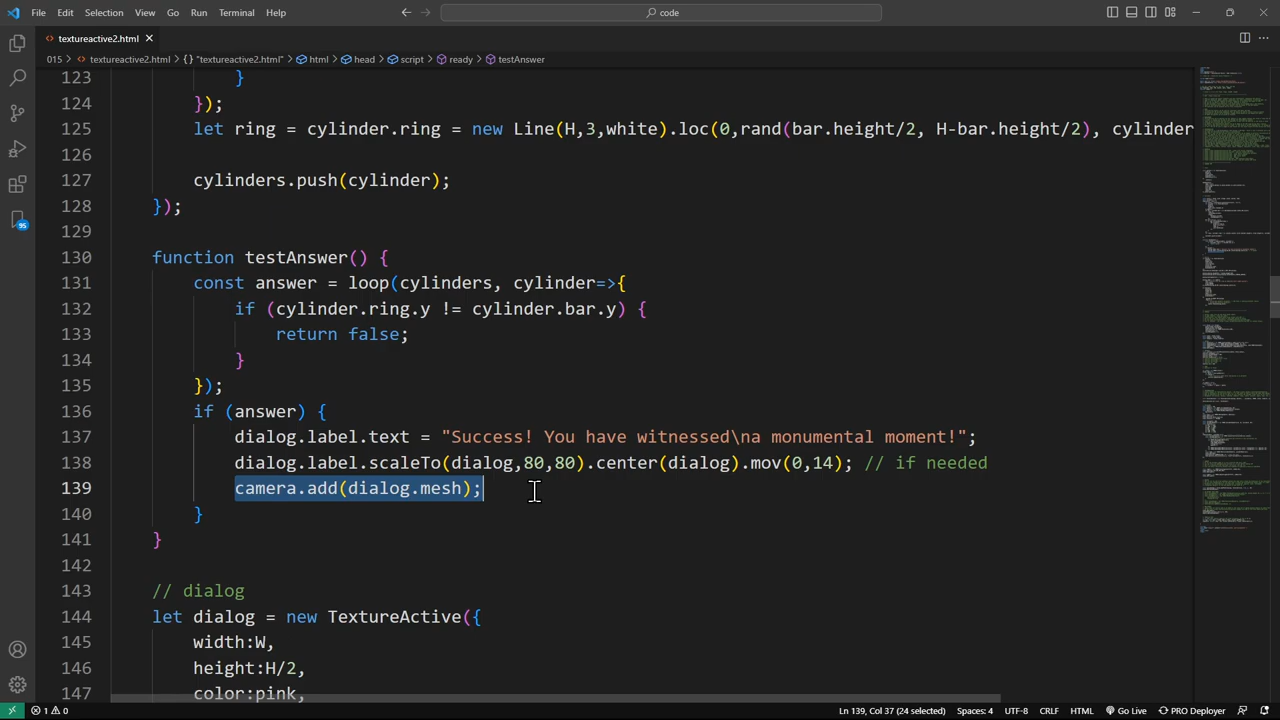 File Edit Selection View Go Run Terminal Help
code
textureactive2.html
015 > textureactive2.html > {} "textureactive2.html" > html > head > script > ready > testAnswer
123 }
124 });
125 let ring = cylinder.ring = new Line(H,3,white).loc(0,rand(bar.height/2, H-bar.height/2), cylinder
126
127 cylinders.push(cylinder);
128 });
129
130 function testAnswer() {
131 const answer = loop(cylinders, cylinder=>{
132 if (cylinder.ring.y != cylinder.bar.y) {
133 return false;
134 }
135 });
136 if (answer) {
137 dialog.label.text = "Success! You have witnessed\na monumental moment!";
138 dialog.label.scaleTo(dialog,80,80).center(dialog).mov(0,14); // if needed
139 camera.add(dialog.mesh);
140 }
141 }
142
143 // dialog
144 let dialog = new TextureActive({
145 width:W,
146 height:H/2,
147 color:pink,
95
1 0 Ln 139, Col 37 (24 selected) Spaces: 4 UTF-8 CRLF HTML Go Live PRO Deployer